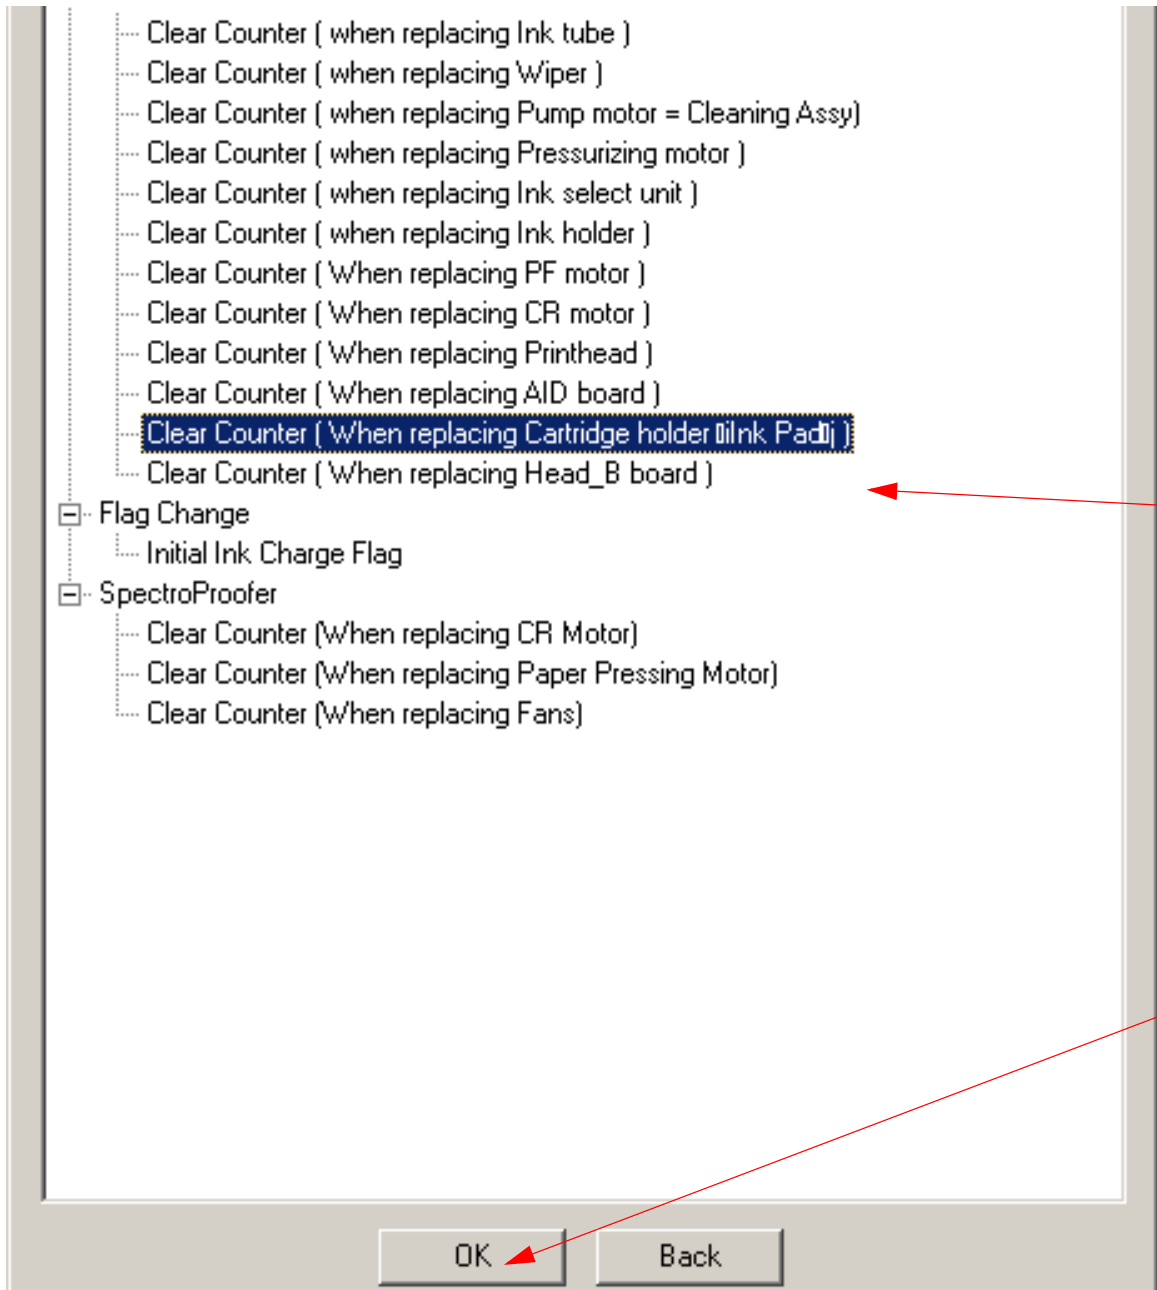 Clear Counter ( when replacing Ink tube )
Clear Counter ( when replacing Wiper )
Clear Counter ( when replacing Pump motor = Cleaning Assy)
Clear Counter ( when replacing Pressurizing motor )
Clear Counter ( when replacing Ink select unit )
Clear Counter ( when replacing Ink holder )
Clear Counter ( When replacing PF motor )
Clear Counter ( When replacing CR motor )
Clear Counter ( When replacing Printhead )
Clear Counter ( When replacing AID board )
Clear Counter ( When replacing Cartridge holder ▯iInk Pad▯j )
Clear Counter ( When replacing Head_B board )
Flag Change
Initial Ink Charge Flag
SpectroProofer
Clear Counter (When replacing CR Motor)
Clear Counter (When replacing Paper Pressing Motor)
Clear Counter (When replacing Fans)
OK Back